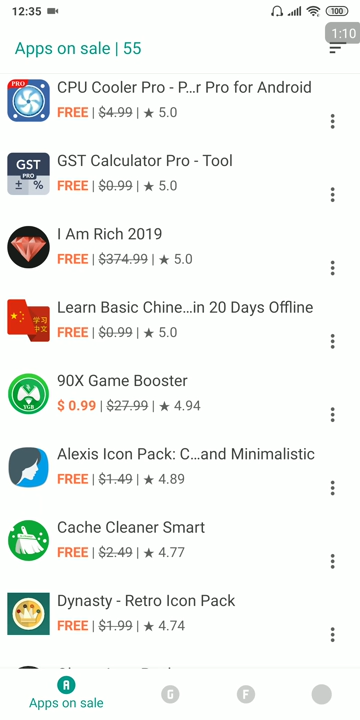 12:35
100
1:10
Apps on sale | 55
PRO
CPU Cooler Pro - P...r Pro for Android
FREE | $4.99 | ★ 5.0
GST
PRO
± %
GST Calculator Pro - Tool
FREE | $0.99 | ★ 5.0
I Am Rich 2019
FREE | $374.99 | ★ 5.0
学习
中文
Learn Basic Chine...in 20 Days Offline
FREE | $0.99 | ★ 5.0
90X Game Booster
$ 0.99 | $27.99 | ★ 4.94
Alexis Icon Pack: C...and Minimalistic
FREE | $1.49 | ★ 4.89
Cache Cleaner Smart
FREE | $2.49 | ★ 4.77
Dynasty - Retro Icon Pack
FREE | $1.99 | ★ 4.74
A
G
F
Apps on sale